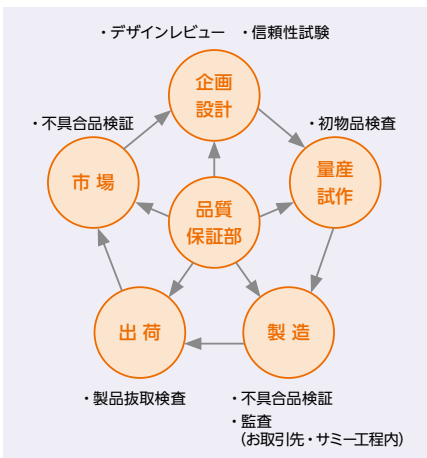 ・デザインレビュー ・信頼性試験
企画
設計
・不具合品検証
・初物品検査
市 場
量産
試作
品質
保証部
出 荷
製 造
・製品抜取検査
・不具合品検証
・監査
（お取引先・サミー工程内）